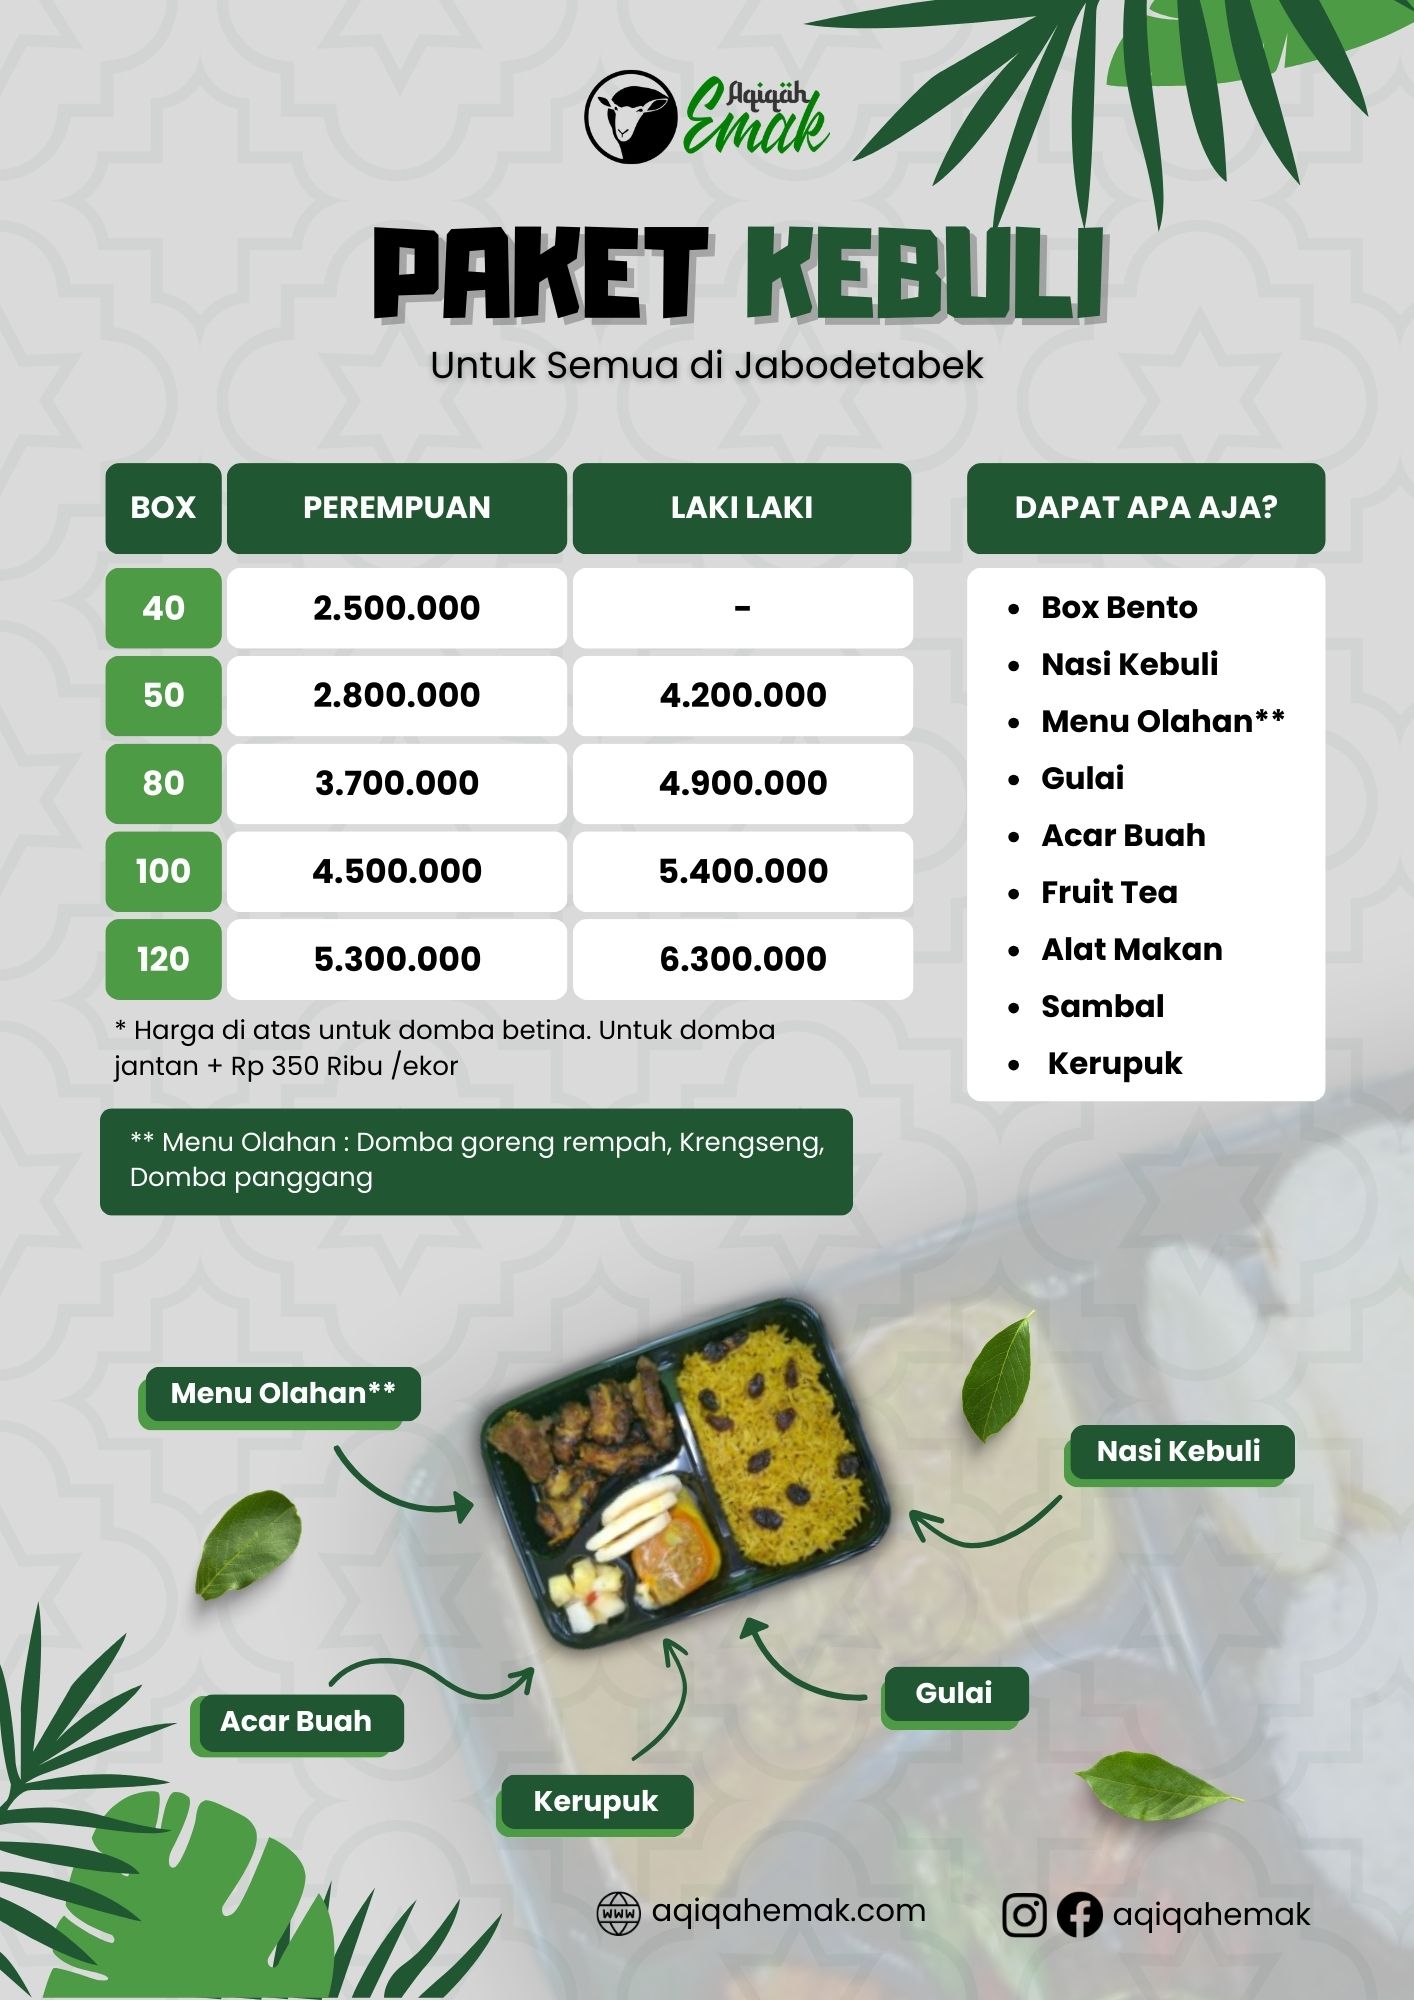 Aqiqah
Emak
PAKET KEBULI
Untuk Semua di Jabodetabek
BOX PEREMPUAN LAKI LAKI
40 2.500.000 -
50 2.800.000 4.200.000
80 3.700.000 4.900.000
100 4.500.000 5.400.000
120 5.300.000 6.300.000
* Harga di atas untuk domba betina. Untuk domba
jantan + Rp 350 Ribu /ekor
** Menu Olahan : Domba goreng rempah, Krengseng,
Domba panggang
DAPAT APA AJA?
• Box Bento
• Nasi Kebuli
• Menu Olahan**
• Gulai
• Acar Buah
• Fruit Tea
• Alat Makan
• Sambal
• Kerupuk
Menu Olahan**
Nasi Kebuli
Gulai
Acar Buah
Kerupuk
www aqiqahemak.com
aqiqahemak